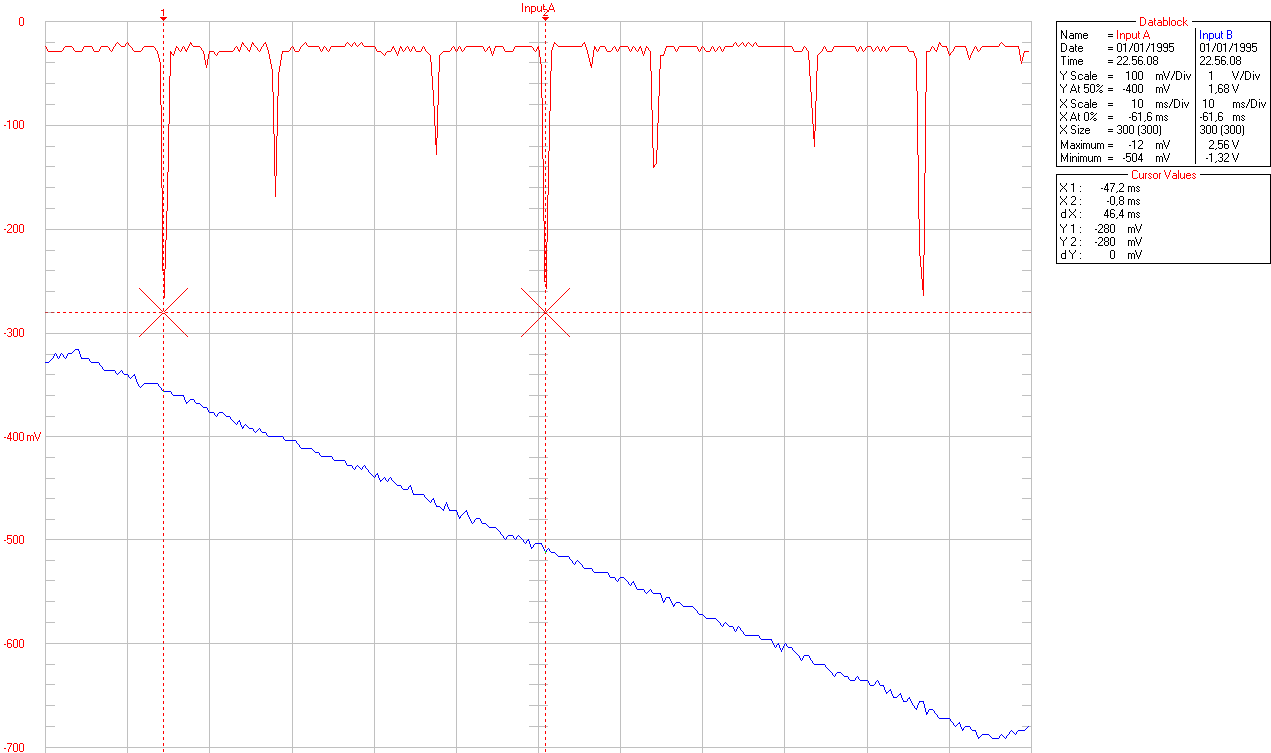 Input A
0
1
2
-100
-200
-300
-400 mV
-500
-600
-700
Datablock
Name = Input A Input B
Date = 01/01/1995 01/01/1995
Time = 22.56.08 22.56.08
Y Scale = 100 mV/Div 1 V/Div
Y At 50% = -400 mV 1,68 V
X Scale = 10 ms/Div 10 ms/Div
X At 0% = -61,6 ms -61,6 ms
X Size = 300 (300) 300 (300)
Maximum = -12 mV 2,56 V
Minimum = -504 mV -1,32 V
Cursor Values
X 1 : -47,2 ms
X 2 : -0,8 ms
d X : 46,4 ms
Y 1 : -280 mV
Y 2 : -280 mV
d Y : 0 mV